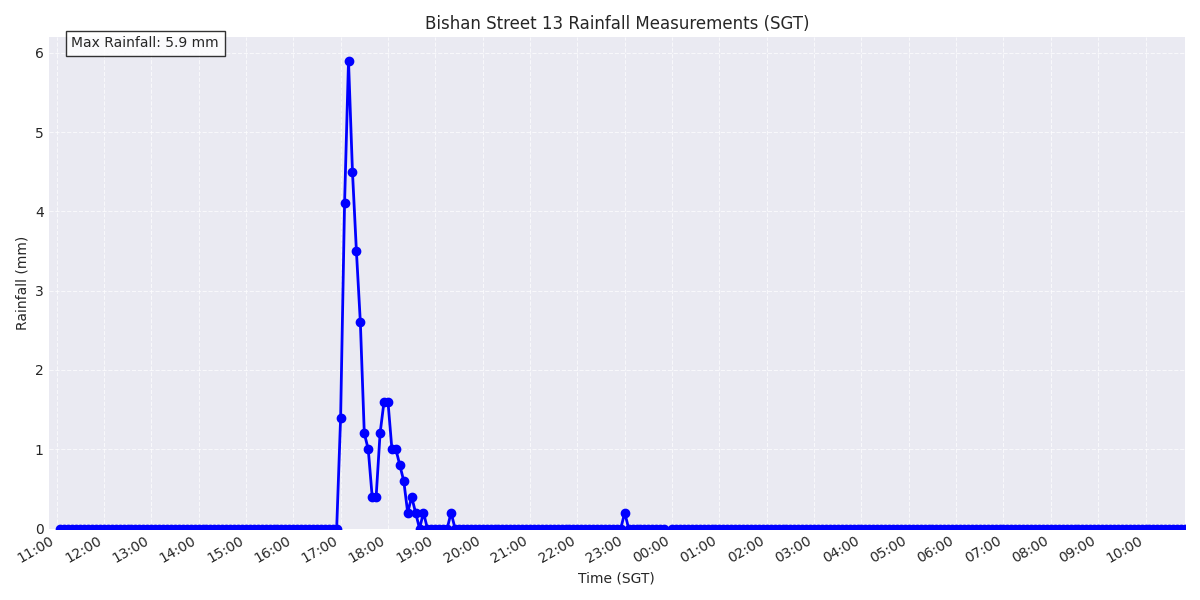 Bishan Street 13 Rainfall Measurements (SGT)
Max Rainfall: 5.9 mm
6
5
4
3
2
1
0
Rainfall (mm)
11:00 12:00 13:00 14:00 15:00 16:00 17:00 18:00 19:00 20:00 21:00 22:00 23:00 00:00 01:00 02:00 03:00 04:00 05:00 06:00 07:00 08:00 09:00 10:00
Time (SGT)